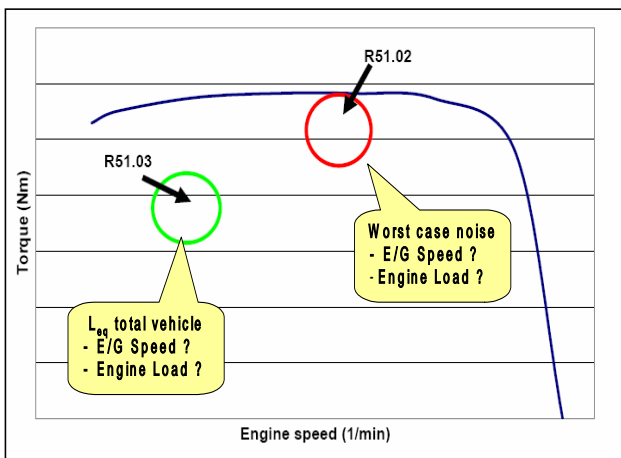 R51.02
R51.03
Torque (Nm)
Worst case noise
- E/G Speed ?
- Engine Load ?
Leq total vehicle
- E/G Speed ?
- Engine Load ?
Engine speed (1/min)